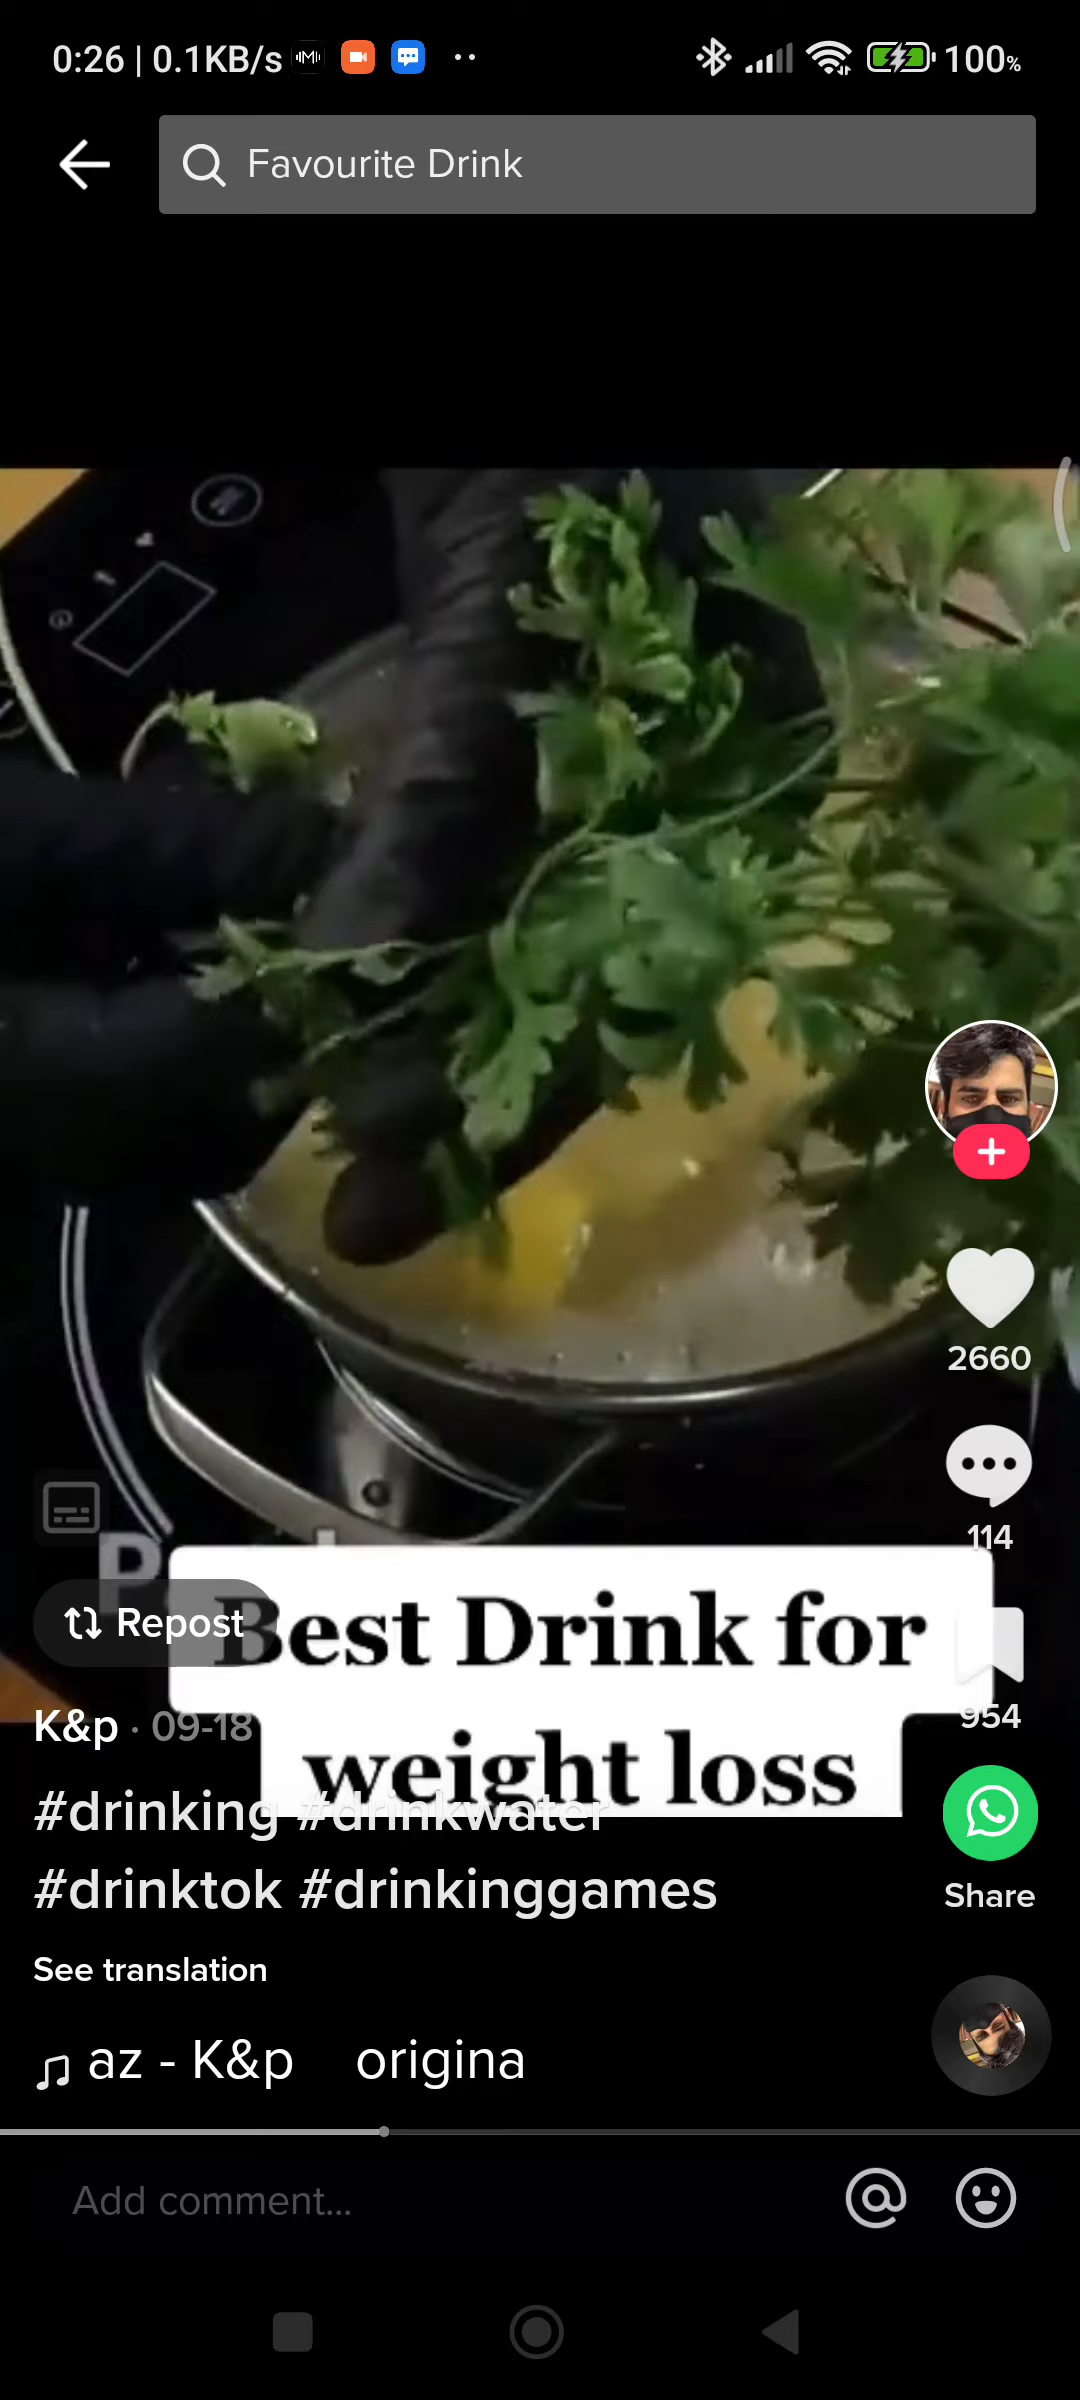 0:26 | 0.1KB/s
100%
Favourite Drink
2660
114
Best Drink for
Repost
954
K&p · 09-18
weight loss
#drinking #drinkwater
#drinktok #drinkinggames
Share
See translation
az - K&p origina
Add comment...